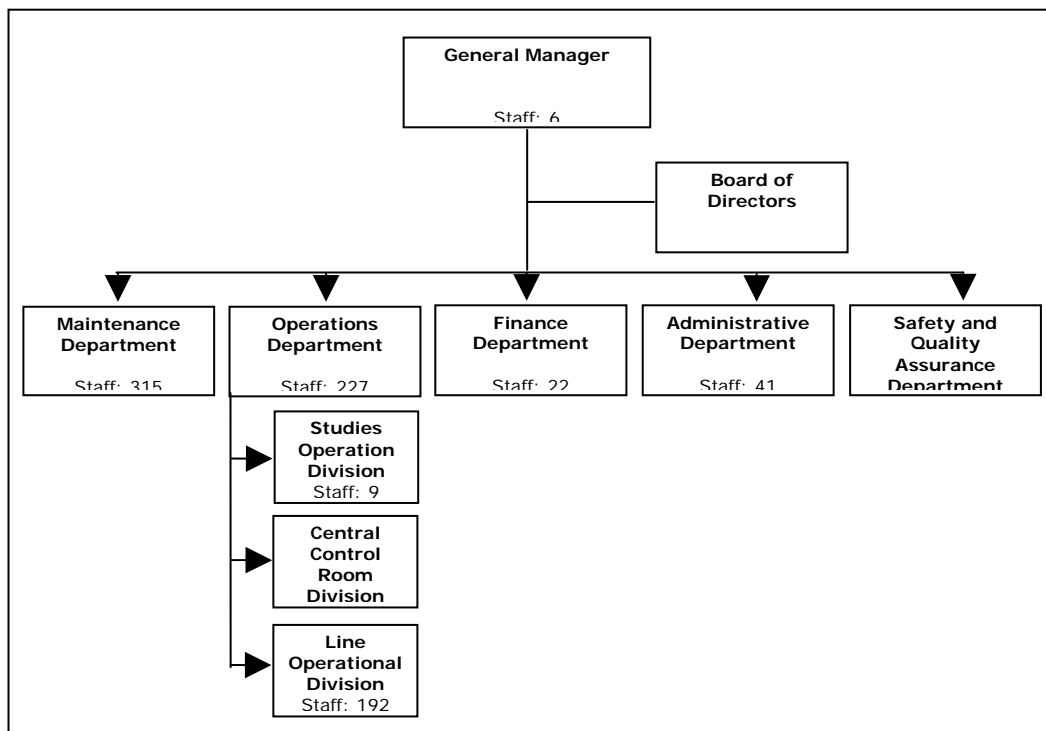 General Manager
Staff: 6
Board of
Directors
Maintenance
Department
Staff: 315
Operations
Department
Staff: 227
Finance
Department
Staff: 22
Administrative
Department
Staff: 41
Safety and
Quality
Assurance
Department
Studies
Operation
Division
Staff: 9
Central
Control
Room
Division
Line
Operational
Division
Staff: 192